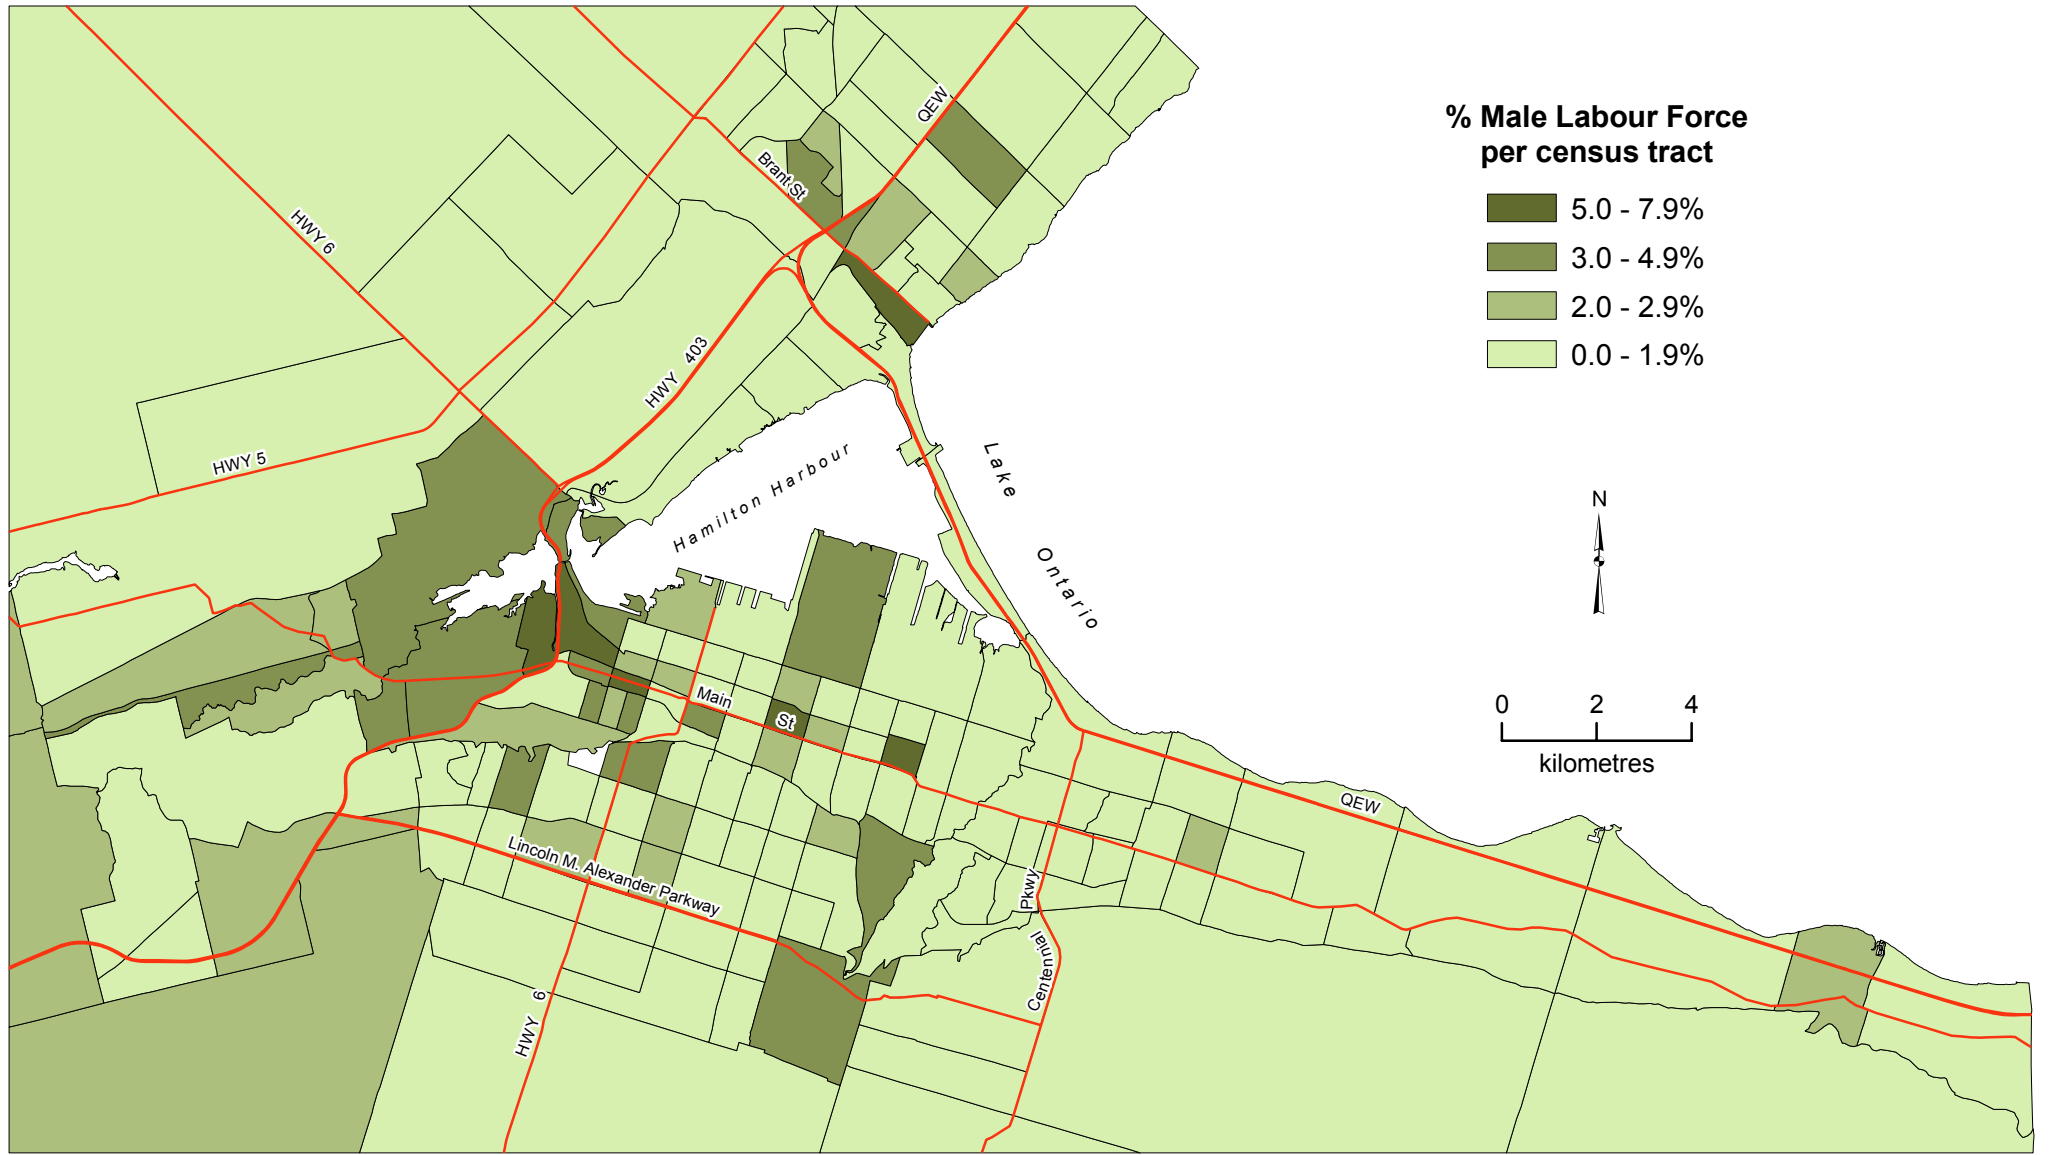 % Male Labour Force
per census tract
5.0 - 7.9%
3.0 - 4.9%
2.0 - 2.9%
0.0 - 1.9%
QEW
Brant St
HWY 6
HWY 403
HWY 5
Hamilton Harbour
Lake Ontario
N
0 2 4
kilometres
Main St
QEW
Lincoln M. Alexander Parkway
Centennial Pkwy
HWY 6